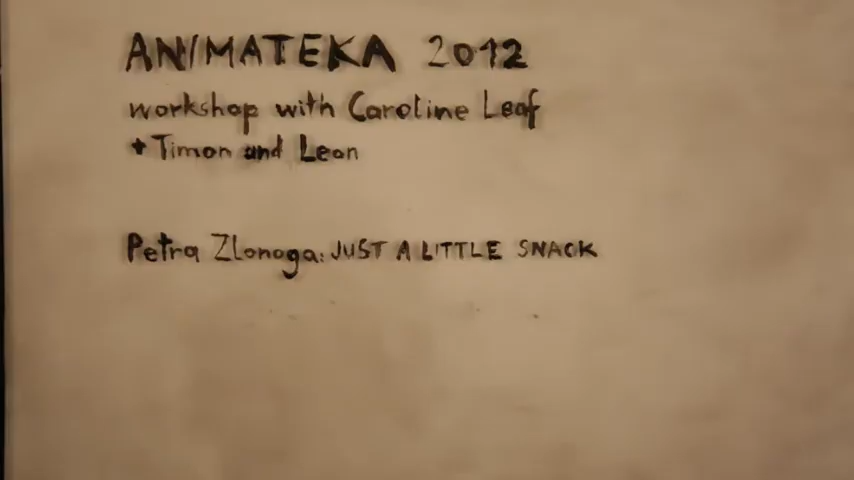 ANIMATEKA 2012
workshop with Caroline Leaf
+ Timon and Leon
Petra Zlonoga: JUST A LITTLE SNACK